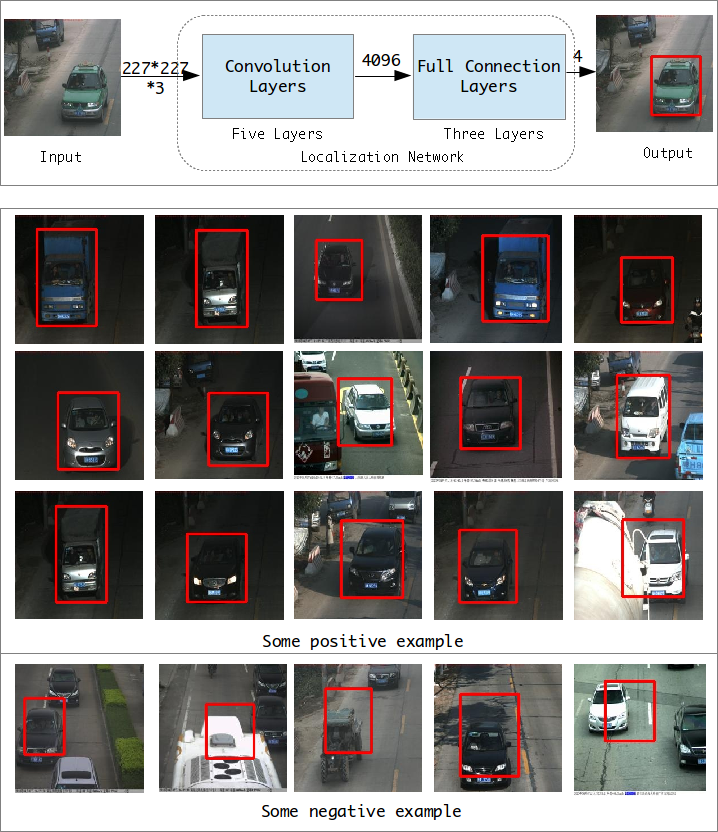 227*227
*3
Convolution
Layers
4096
Full Connection
Layers
4
Five Layers
Three Layers
Input
Localization Network
Output
Some positive example
Some negative example